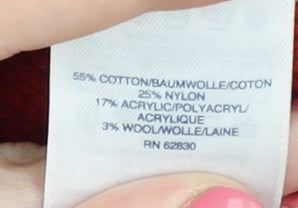 55% COTTON/BAUMWOLLE/COTON
25% NYLON
17% ACRYLIC/POLYACRYL/
ACRYLIQUE
3% WOOL/WOLLE/LAINE
RN 62830